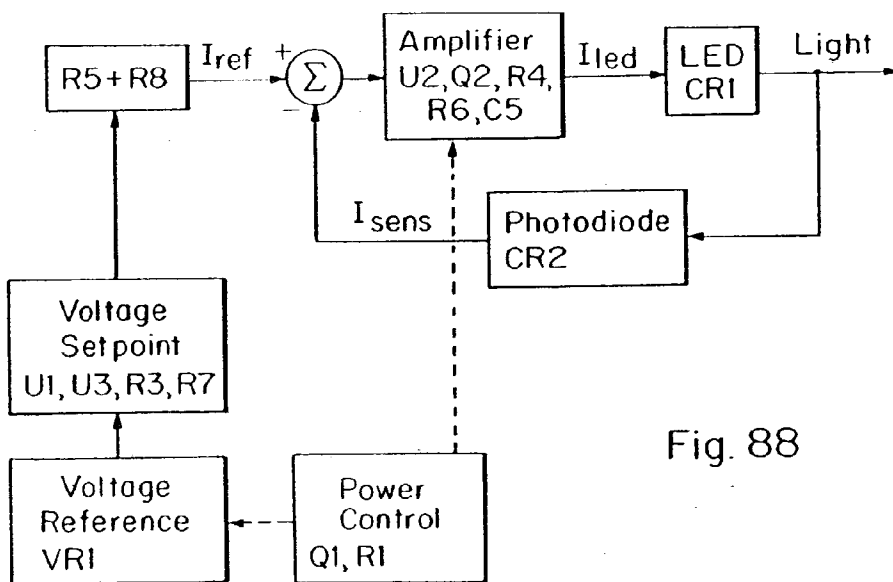 R5+R8
Iref
+
Σ
−
Amplifier
U2,Q2,R4,
R6,C5
Iled
LED
CR1
Light
Isens
Photodiode
CR2
Voltage
Setpoint
U1,U3,R3,R7
Voltage
Reference
VR1
Power
Control
Q1, R1
Fig. 88